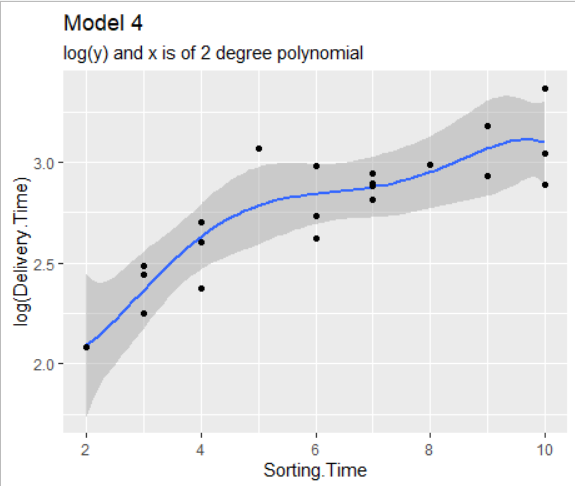 Model 4
log(y) and x is of 2 degree polynomial
log(Delivery.Time)
3.0
2.5
2.0
2 4 6 8 10
Sorting.Time